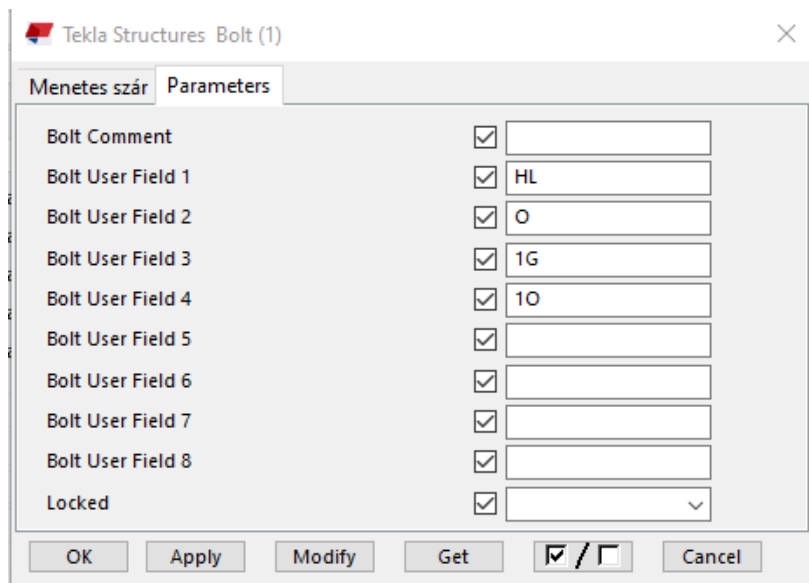 Tekla Structures Bolt (1)
Menetes szár Parameters
Bolt Comment
Bolt User Field 1 HL
Bolt User Field 2 O
Bolt User Field 3 1G
Bolt User Field 4 1O
Bolt User Field 5
Bolt User Field 6
Bolt User Field 7
Bolt User Field 8
Locked
OK Apply Modify Get / Cancel